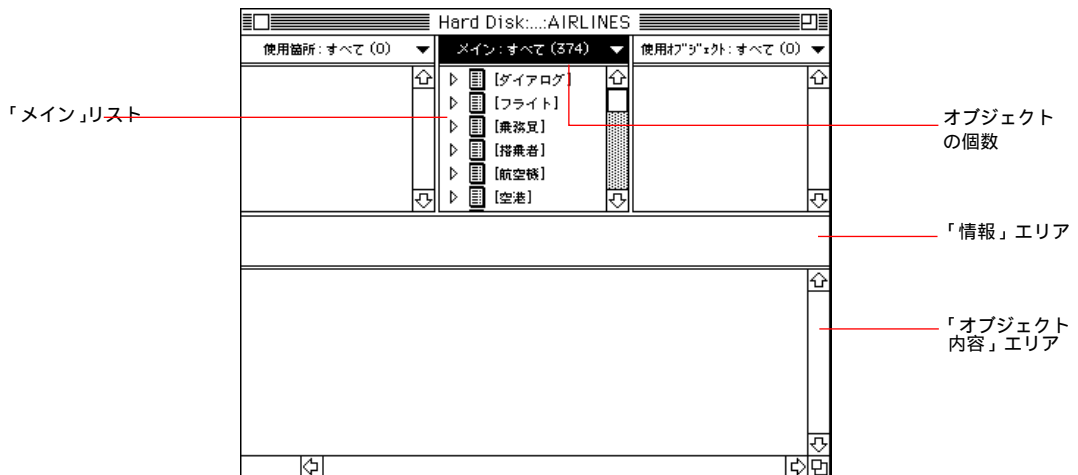 Hard Disk:...:AIRLINES
使用箇所:すべて (0)
メイン:すべて (374)
使用オブジェクト:すべて (0)
[ダイアログ]
[フライト]
[乗務員]
[搭乗者]
[航空機]
[空港]
「メイン」リスト
オブジェクト
の個数
「情報」エリア
「オブジェクト
内容」エリア